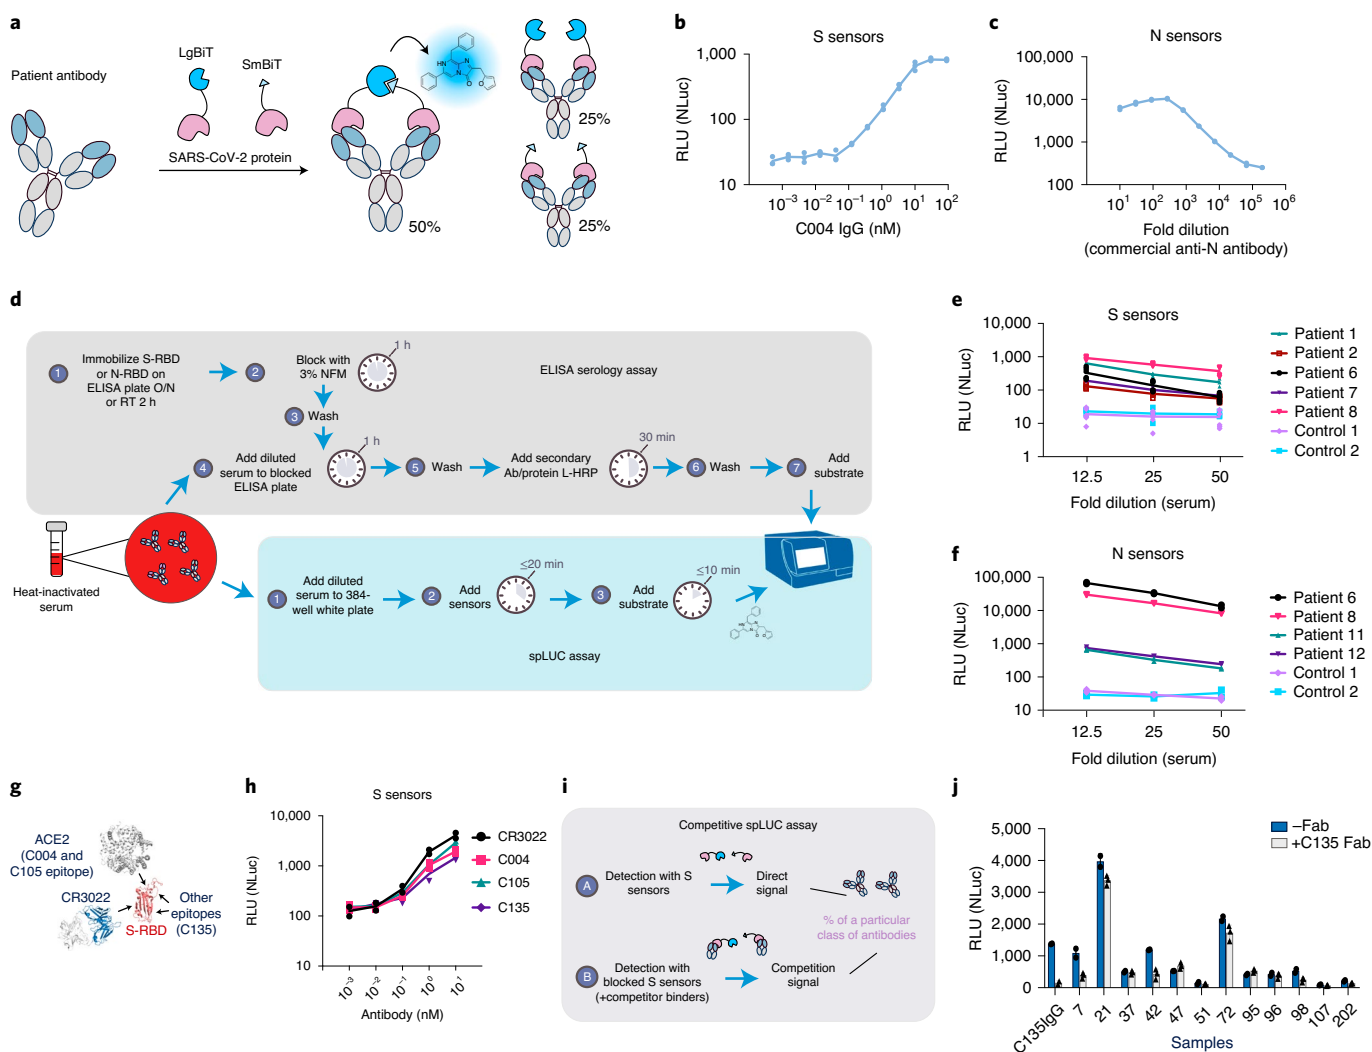 a
Patient antibody
LgBiT
SmBiT
SARS-CoV-2 protein
50%
25%
25%
b
S sensors
RLU (NLuc)
1,000
100
10
10⁻³ 10⁻² 10⁻¹ 10⁰ 10¹ 10²
C004 IgG (nM)
c
N sensors
RLU (NLuc)
100,000
10,000
1,000
100
10¹ 10² 10³ 10⁴ 10⁵ 10⁶
Fold dilution
(commercial anti-N antibody)
d
1
Immobilize S-RBD
or N-RBD on
ELISA plate O/N
or RT 2 h
2
Block with
3% NFM
1 h
ELISA serology assay
3 Wash
4
Add diluted
serum to blocked
ELISA plate
1 h
5 Wash
Add secondary
Ab/protein L-HRP
30 min
6 Wash
7 Add
substrate
Heat-inactivated
serum
1
Add diluted
serum to 384-
well white plate
2
Add
sensors
≤20 min
3
Add
substrate
≤10 min
spLUC assay
e
S sensors
RLU (NLuc)
10,000
1,000
100
10
1
12.5 25 50
Fold dilution (serum)
Patient 1
Patient 2
Patient 6
Patient 7
Patient 8
Control 1
Control 2
f
N sensors
RLU (NLuc)
100,000
10,000
1,000
100
10
12.5 25 50
Fold dilution (serum)
Patient 6
Patient 8
Patient 11
Patient 12
Control 1
Control 2
g
ACE2
(C004 and
C105 epitope)
CR3022
S-RBD
Other
epitopes
(C135)
h
S sensors
RLU (NLuc)
10,000
1,000
100
10
10⁻³ 10⁻² 10⁻¹ 10⁰ 10¹
Antibody (nM)
CR3022
C004
C105
C135
i
Competitive spLUC assay
A
Detection with S
sensors
Direct
signal
% of a particular
class of antibodies
B
Detection with
blocked S sensors
(+competitor binders)
Competition
signal
j
RLU (NLuc)
5,000
4,000
3,000
2,000
1,000
0
–Fab
+C135 Fab
C135IgG 7 21 37 42 47 51 72 95 96 98 107 202
Samples